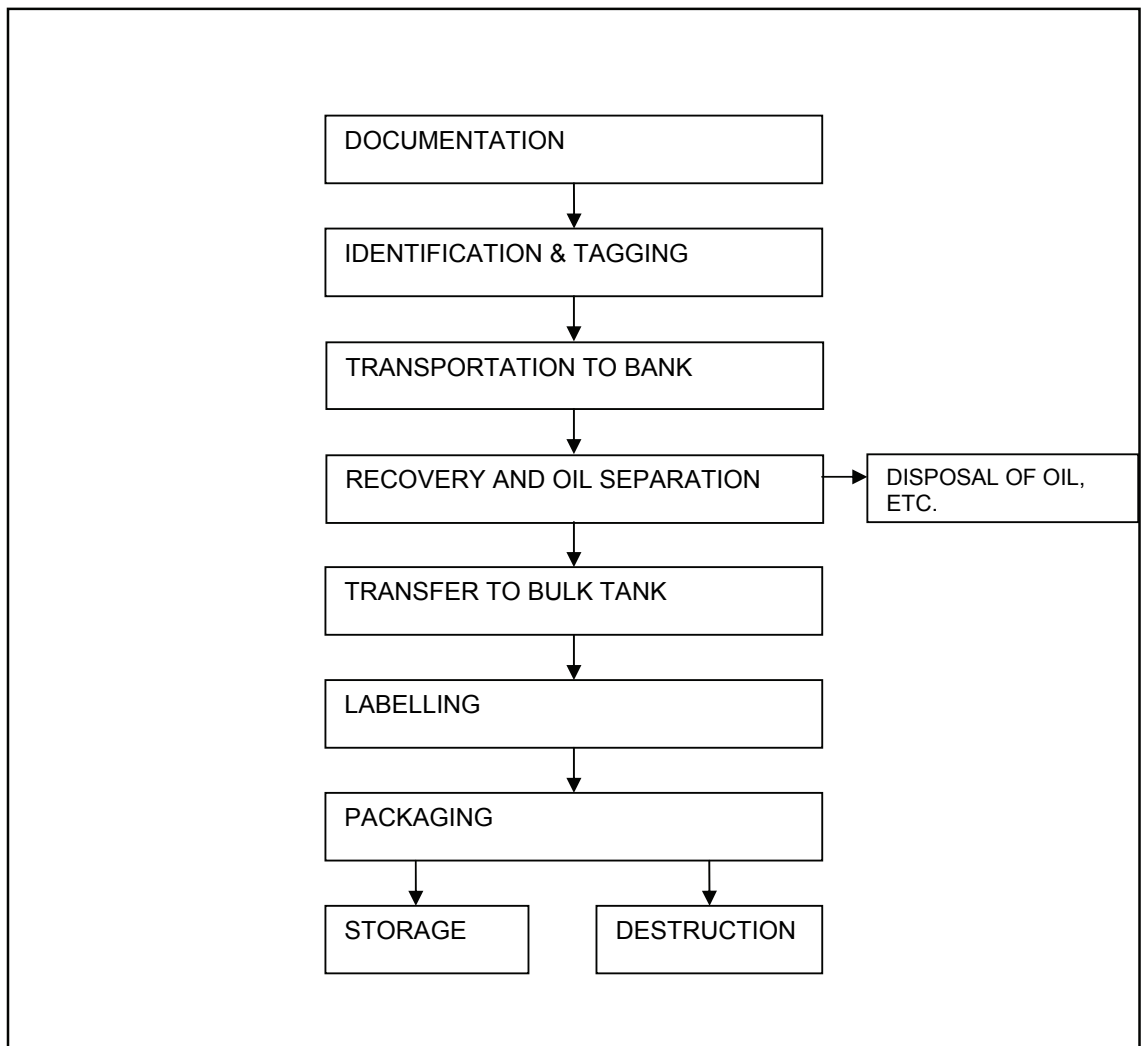 DOCUMENTATION
IDENTIFICATION & TAGGING
TRANSPORTATION TO BANK
RECOVERY AND OIL SEPARATION
DISPOSAL OF OIL,
ETC.
TRANSFER TO BULK TANK
LABELLING
PACKAGING
STORAGE
DESTRUCTION